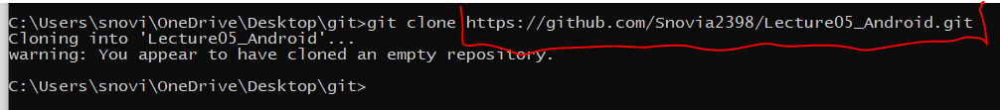 C:\Users\snovi\OneDrive\Desktop\git>git clone https://github.com/Snovia2398/Lecture05_Android.git
Cloning into 'Lecture05_Android'...
warning: You appear to have cloned an empty repository.
C:\Users\snovi\OneDrive\Desktop\git>